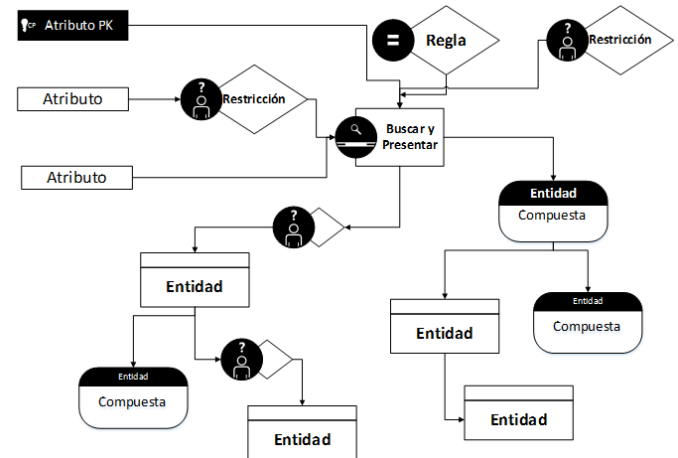 CP Atributo PK
= Regla
? Restricción
Atributo
? Restricción
Buscar y
Presentar
Atributo
Entidad
Compuesta
?
Entidad
Entidad
Compuesta
Entidad
?
Entidad
Compuesta
Entidad
Entidad